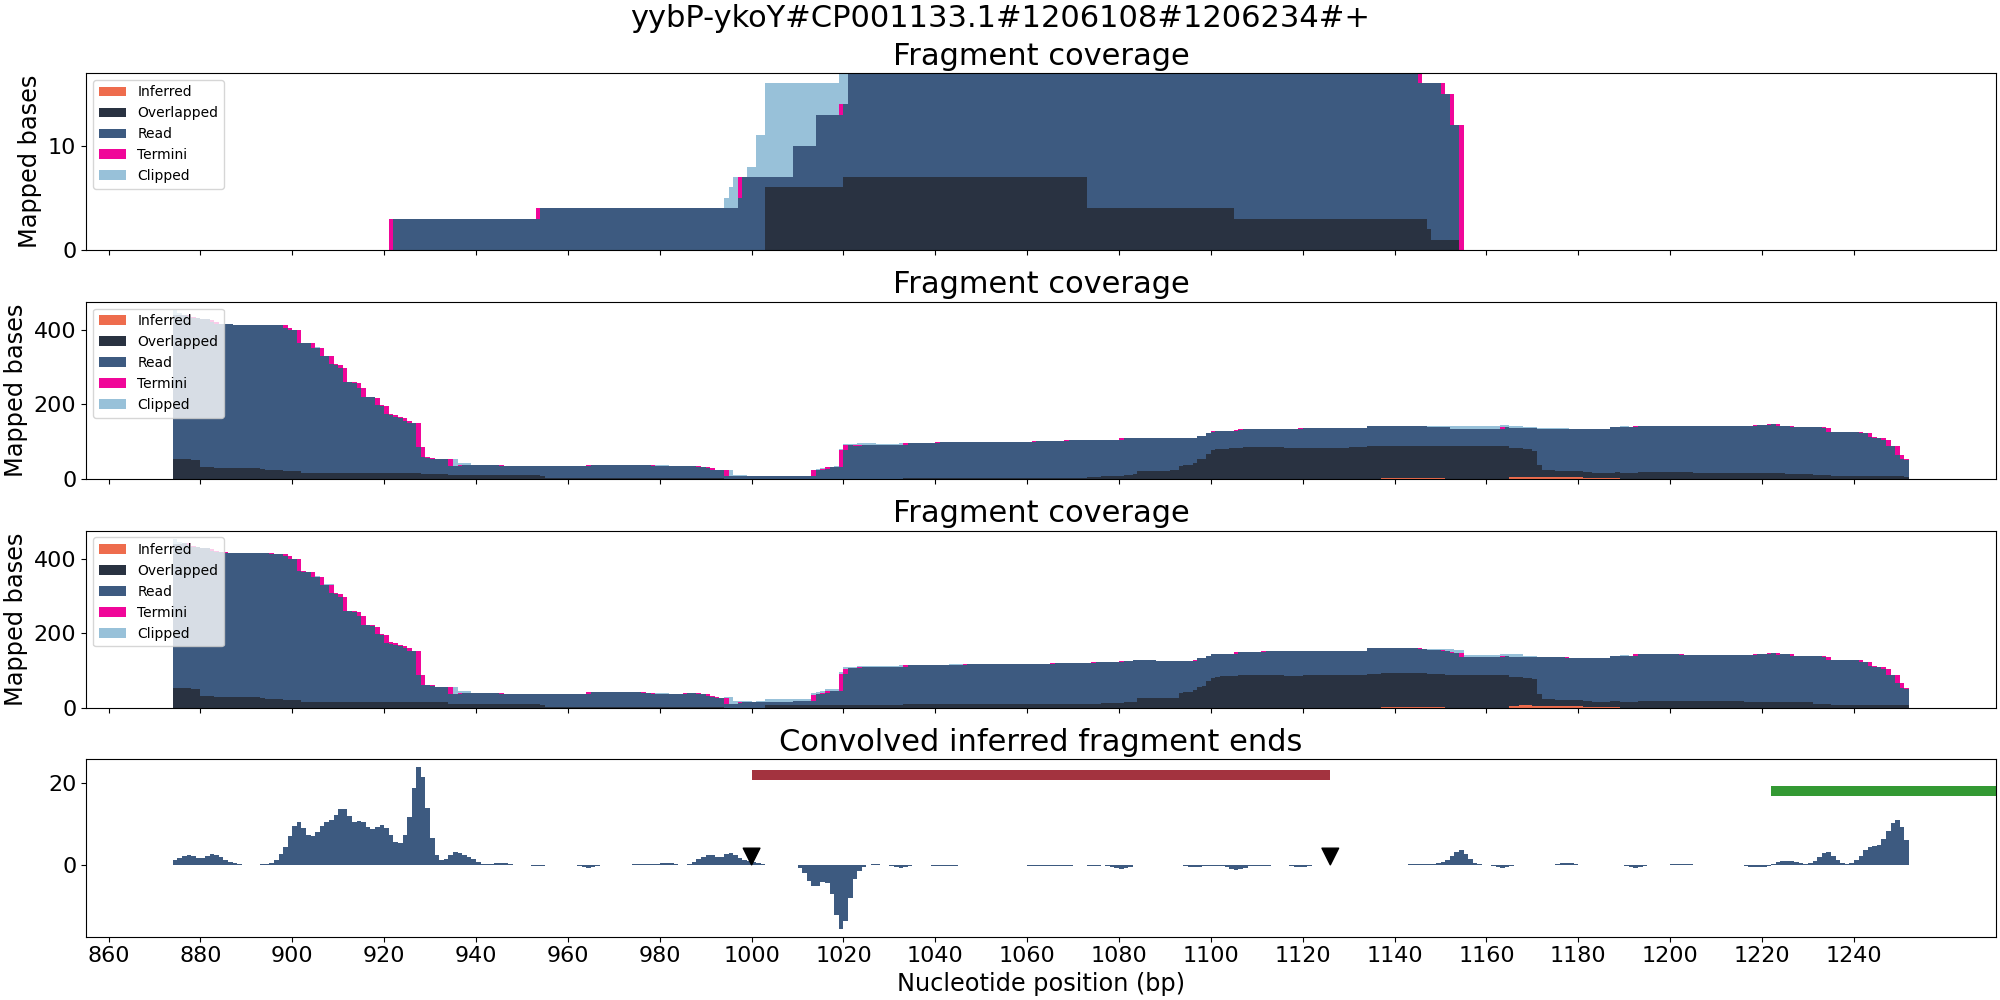 yybP-ykoY#CP001133.1#1206108#1206234#+
Fragment coverage
Mapped bases
10
0
Inferred
Overlapped
Read
Termini
Clipped
Fragment coverage
Mapped bases
400
200
0
Inferred
Overlapped
Read
Termini
Clipped
Fragment coverage
Mapped bases
400
200
0
Inferred
Overlapped
Read
Termini
Clipped
Convolved inferred fragment ends
20
0
860 880 900 920 940 960 980 1000 1020 1040 1060 1080 1100 1120 1140 1160 1180 1200 1220 1240
Nucleotide position (bp)